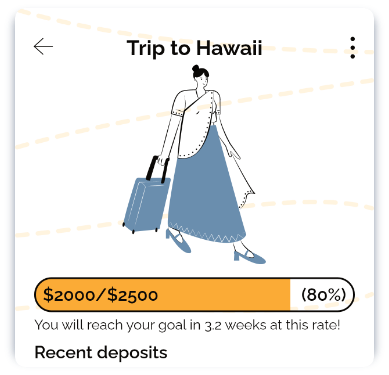 Trip to Hawaii
$2000/$2500 (80%)
You will reach your goal in 3.2 weeks at this rate!
Recent deposits